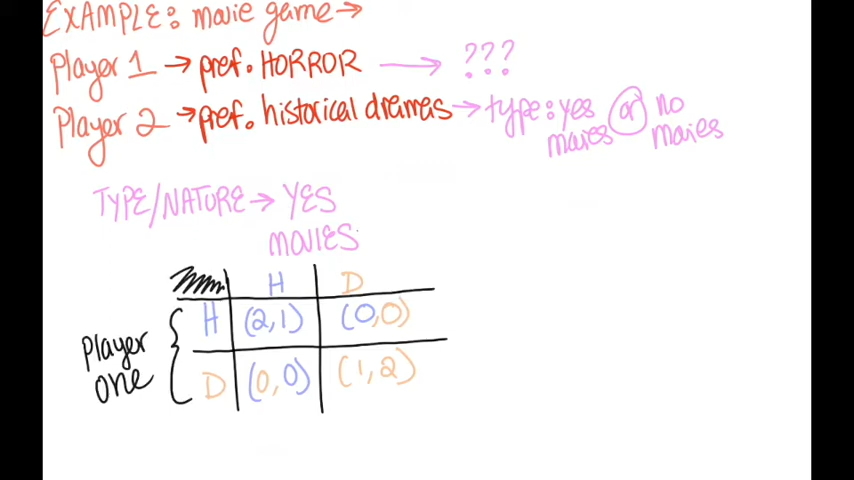 EXAMPLE: movie game →
Player 1 → pref. HORROR → ???
Player 2 → pref. historical dramas → type: yes movies or no movies
TYPE/NATURE → YES
MOVIES
H D
H (2,1) (0,0)
Player one
D (0,0) (1,2)